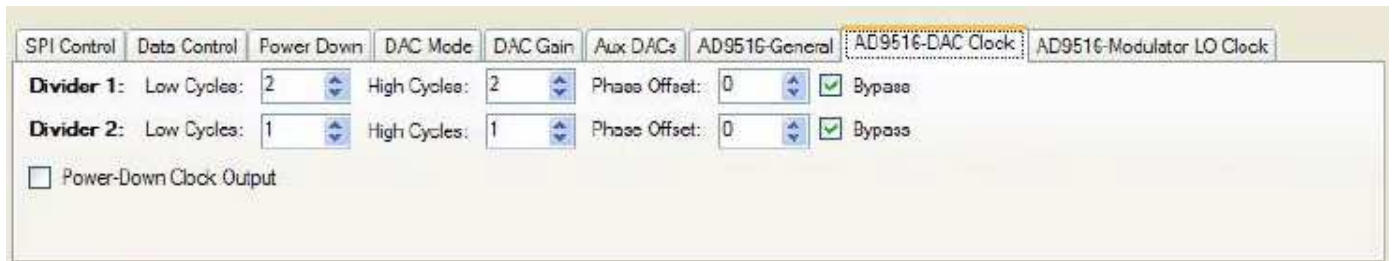 SPI Control Data Control Power Down DAC Mode DAC Gain Aux DACs AD9516-General AD9516-DAC Clock AD9516-Modulator LO Clock
Divider 1: Low Cycles: 2 High Cycles: 2 Phase Offset: 0 Bypass
Divider 2: Low Cycles: 1 High Cycles: 1 Phase Offset: 0 Bypass
Power-Down Clock Output